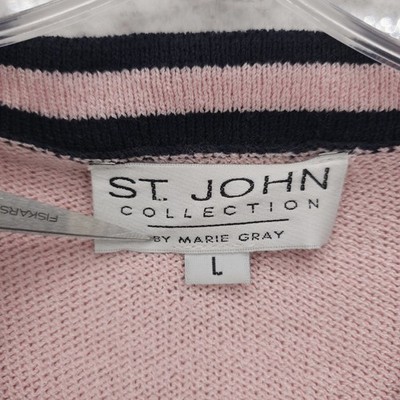 ST. JOHN
COLLECTION
BY MARIE GRAY
L
FISKARS